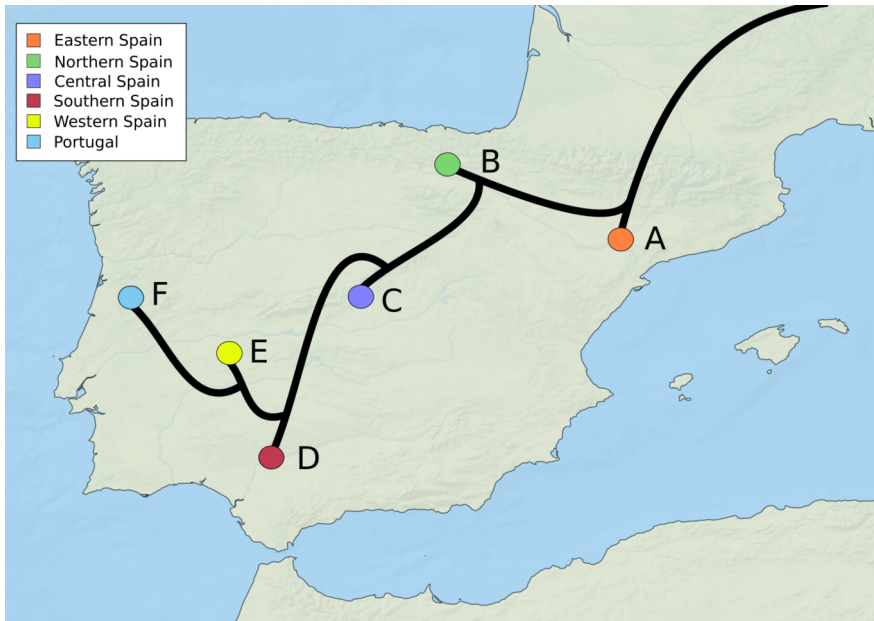 Eastern Spain
Northern Spain
Central Spain
Southern Spain
Western Spain
Portugal
B
A
F
C
E
D